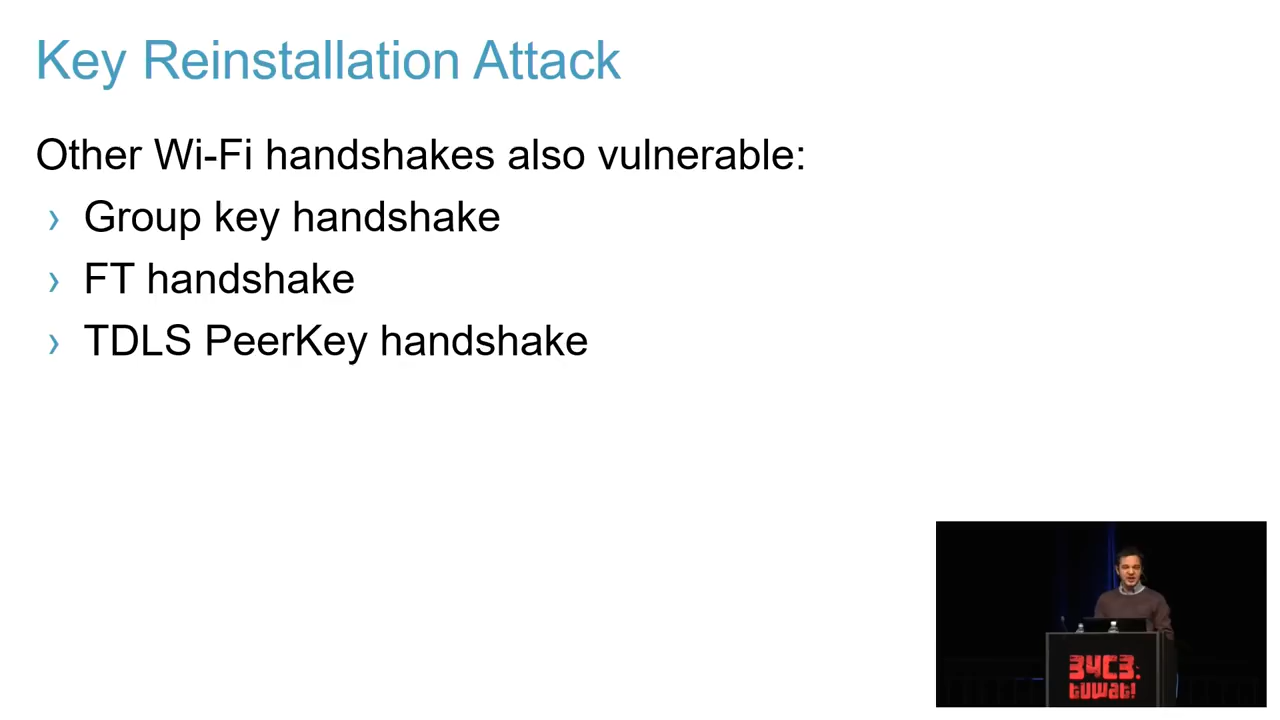 Key Reinstallation Attack
Other Wi-Fi handshakes also vulnerable:
› Group key handshake
› FT handshake
› TDLS PeerKey handshake
34C3.
tuwat!